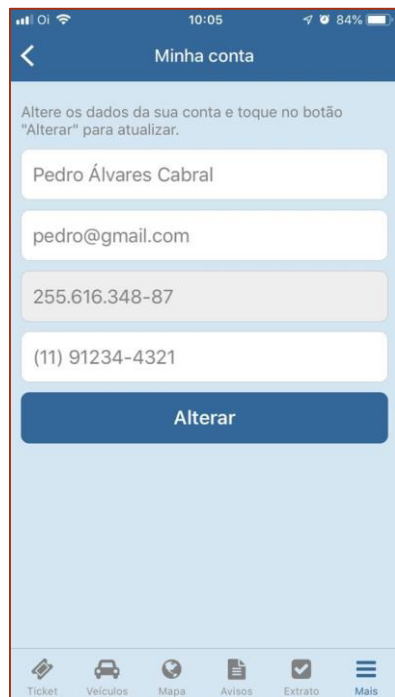 Oi 10:05 84%
Minha conta
Altere os dados da sua conta e toque no botão
"Alterar" para atualizar.
Pedro Álvares Cabral
pedro@gmail.com
255.616.348-87
(11) 91234-4321
Alterar
Ticket Veículos Mapa Avisos Extrato Mais